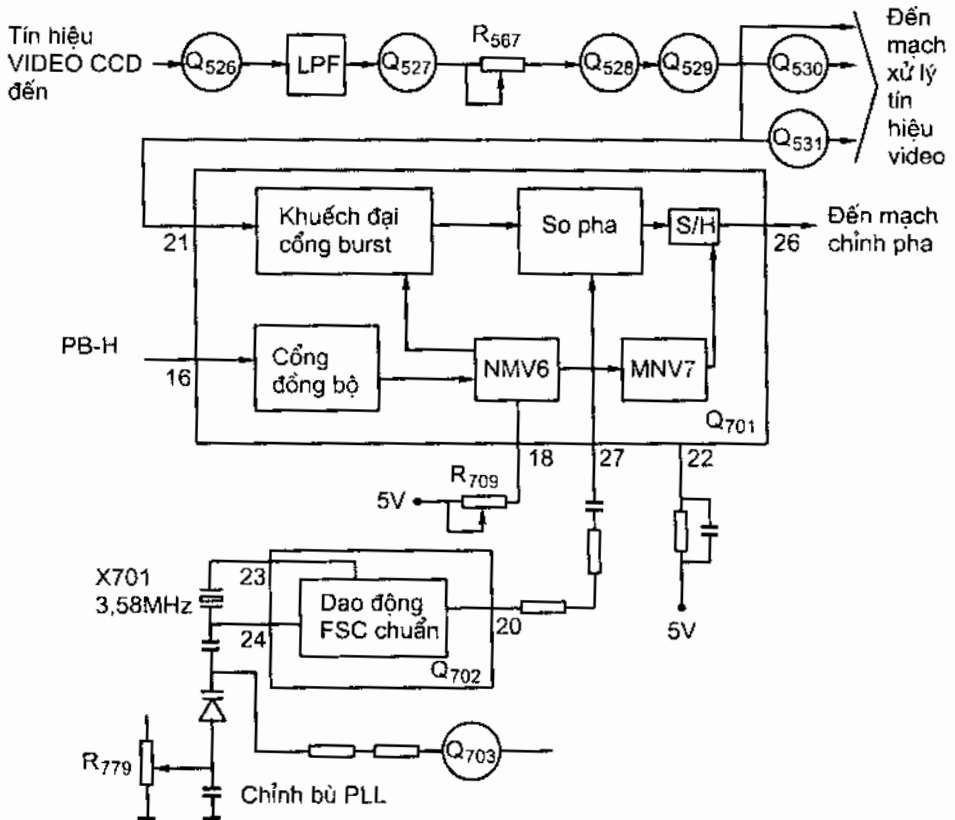 Tín hiệu
VIDEO CCD
đến
Q526
LPF
Q527
R567
Q528
Q529
Q530
Q531
Đến
mạch
xử lý
tín
hiệu
video
21
Khuếch đại
cổng burst
So pha
S/H
26
Đến mạch
chỉnh pha
PB-H
16
Cổng
đồng bộ
NMV6
MNV7
Q701
18
27
22
R709
5V
5V
X701
3,58MHz
23
24
Dao động
FSC chuẩn
20
Q702
R779
Q703
Chỉnh bù PLL